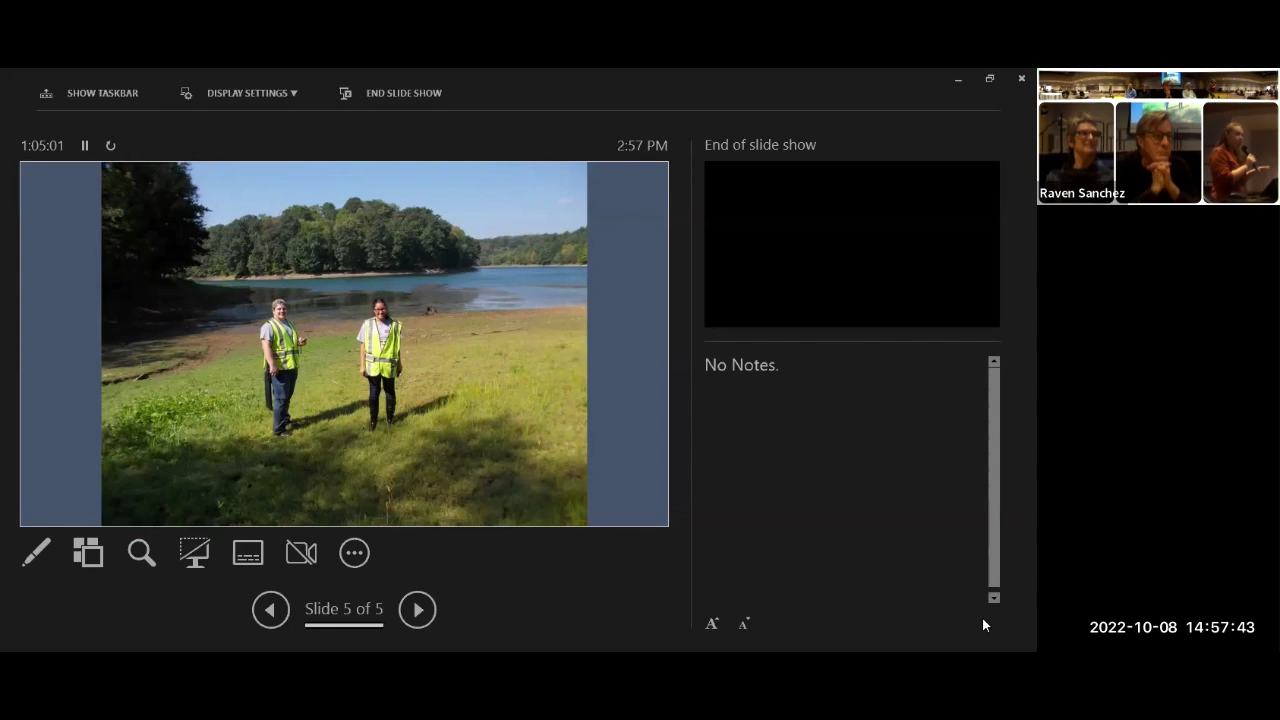 SHOW TASKBAR
DISPLAY SETTINGS ▼
END SLIDE SHOW
1:05:01
2:57 PM
End of slide show
No Notes.
Slide 5 of 5
A A
Raven Sanchez
2022-10-08 14:57:43